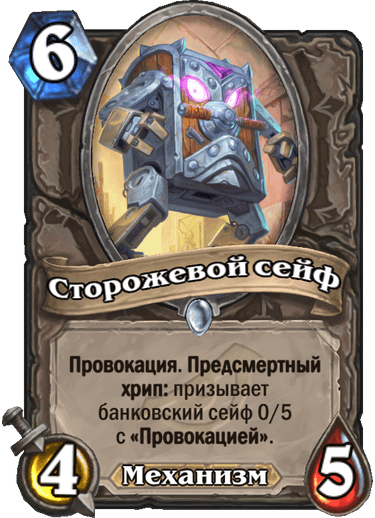 6
Сторожевой сейф
Провокация. Предсмертный
хрип: призывает
банковский сейф 0/5
с «Провокацией».
4
Механизм
5